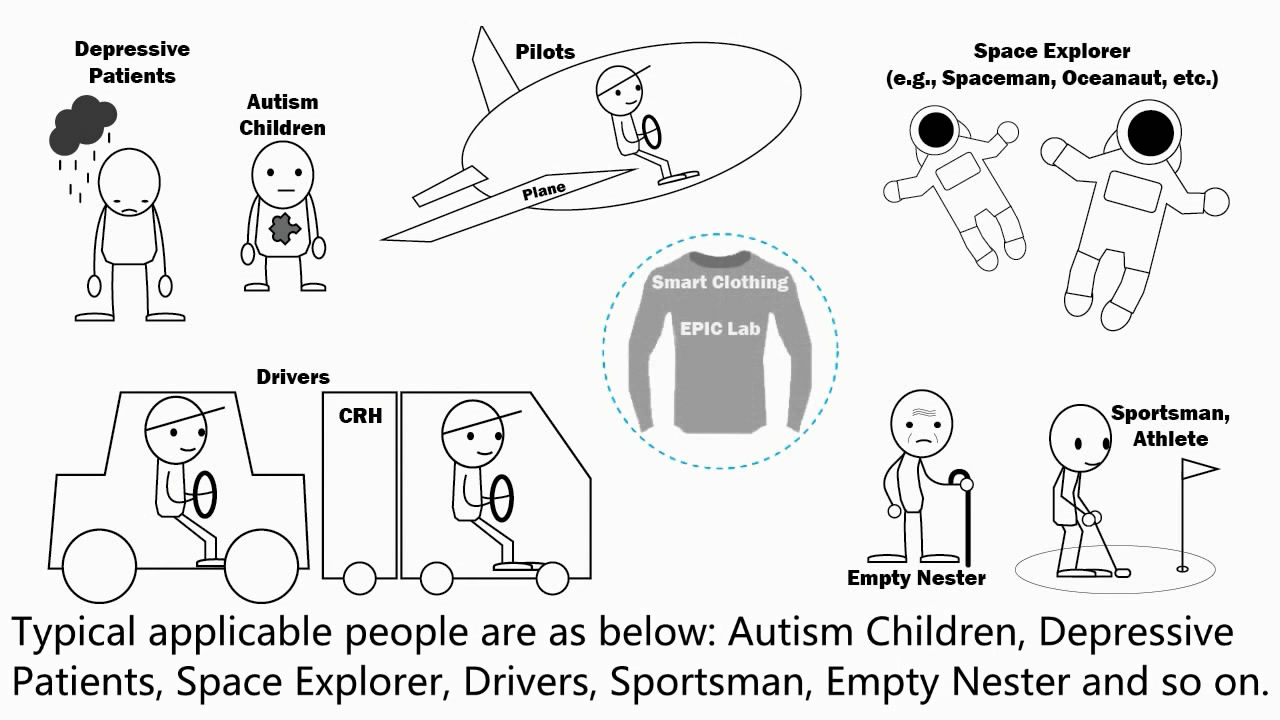 Depressive
Patients
Autism
Children
Pilots
Plane
Space Explorer
(e.g., Spaceman, Oceanaut, etc.)
Smart Clothing
EPIC Lab
Drivers
CRH
Sportsman,
Athlete
Empty Nester
Typical applicable people are as below: Autism Children, Depressive
Patients, Space Explorer, Drivers, Sportsman, Empty Nester and so on.